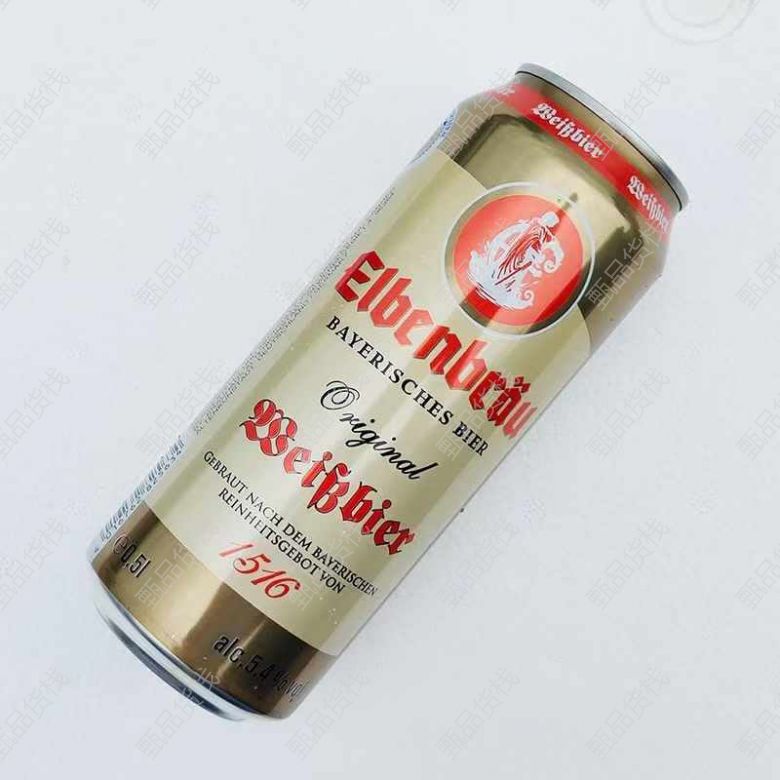 Weißbier
Weißbier
Elbenbräu
BAYERISCHES BIER
Original
Weißbier
GEBRAUT NACH DEM BAYERISCHEN
REINHEITSGEBOT VON
1516
℮0,5l
alc.5,4%vol
甄品货栈